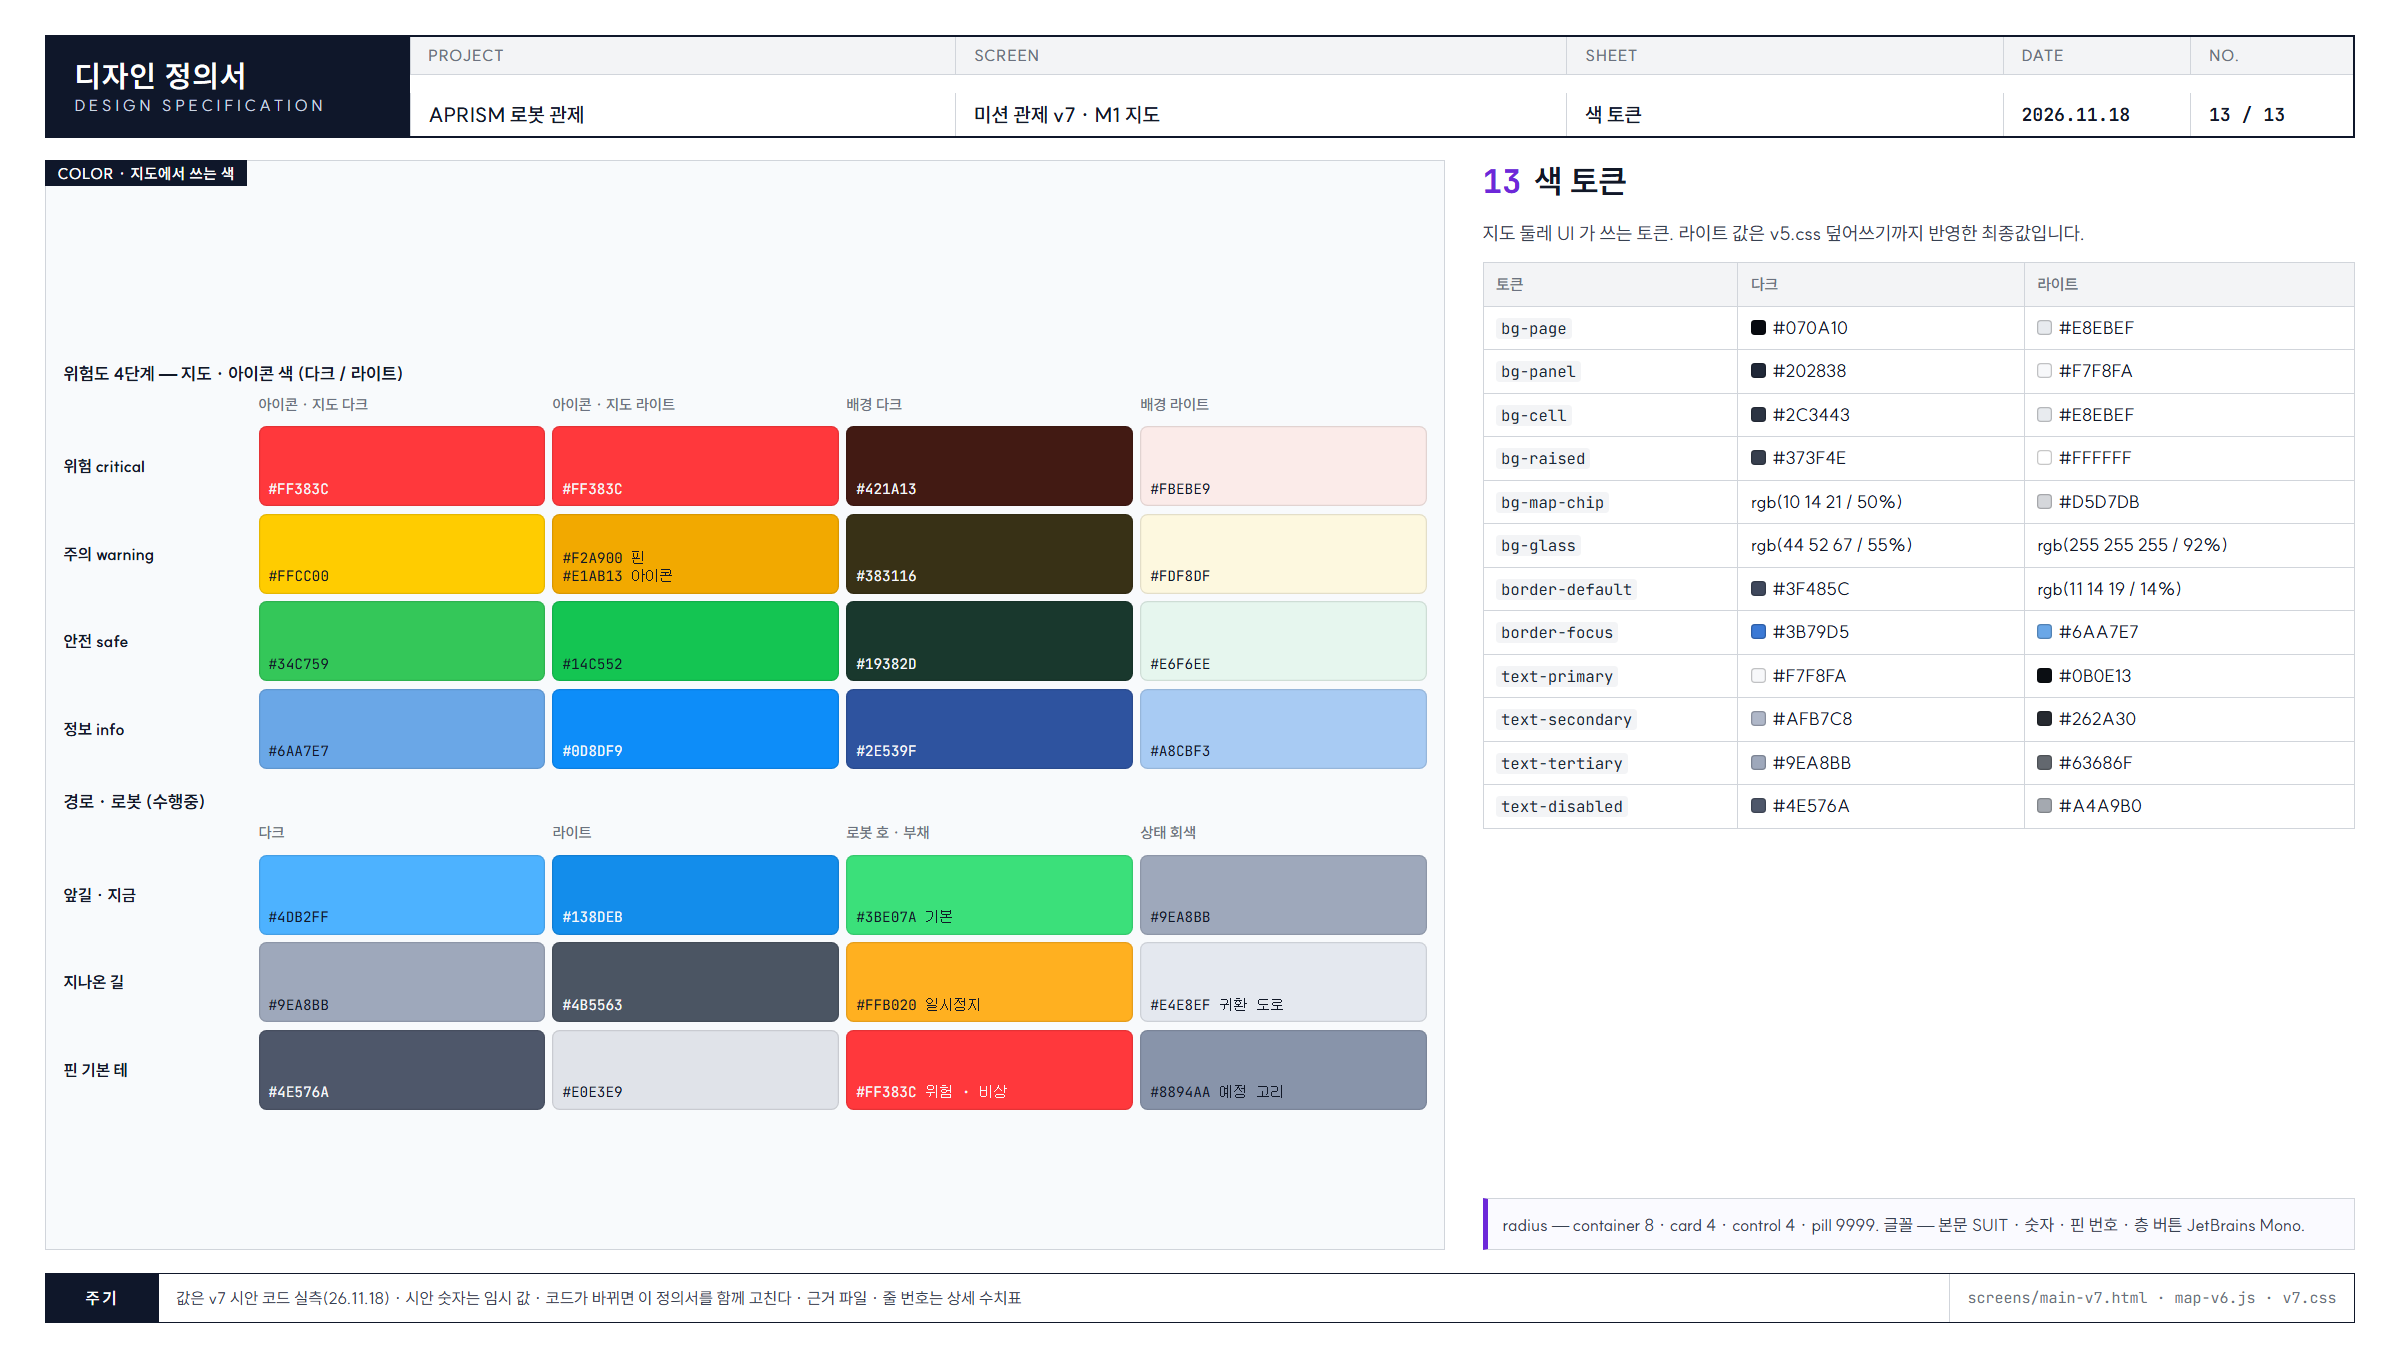 디자인 정의서
DESIGN SPECIFICATION
PROJECT
SCREEN
SHEET
DATE
NO.
APRISM 로봇 관제
미션 관제 v7 · M1 지도
색 토큰
2026.11.18
13 / 13
COLOR · 지도에서 쓰는 색
위험도 4단계 — 지도 · 아이콘 색 (다크 / 라이트)
아이콘 · 지도 다크
아이콘 · 지도 라이트
배경 다크
배경 라이트
위험 critical
#FF383C
#FF383C
#421A13
#FBEBE9
주의 warning
#FFCC00
#F2A900 핀
#E1AB13 아이콘
#383116
#FDF8DF
안전 safe
#34C759
#14C552
#19382D
#E6F6EE
정보 info
#6AA7E7
#0D8DF9
#2E539F
#A8CBF3
경로 · 로봇 (수행중)
다크
라이트
로봇 호 · 부채
상태 회색
앞길 · 지금
#4DB2FF
#138DEB
#3BE07A 기본
#9EA8BB
지나온 길
#9EA8BB
#4B5563
#FFB020 일시정지
#E4E8EF 귀환 도로
핀 기본 테
#4E576A
#E0E3E9
#FF383C 위험 · 비상
#8894AA 예정 고리
13 색 토큰
지도 둘레 UI 가 쓰는 토큰. 라이트 값은 v5.css 덮어쓰기까지 반영한 최종값입니다.
토큰
다크
라이트
bg-page
#070A10
#E8EBEF
bg-panel
#202838
#F7F8FA
bg-cell
#2C3443
#E8EBEF
bg-raised
#373F4E
#FFFFFF
bg-map-chip
rgb(10 14 21 / 50%)
#D5D7DB
bg-glass
rgb(44 52 67 / 55%)
rgb(255 255 255 / 92%)
border-default
#3F485C
rgb(11 14 19 / 14%)
border-focus
#3B79D5
#6AA7E7
text-primary
#F7F8FA
#0B0E13
text-secondary
#AFB7C8
#262A30
text-tertiary
#9EA8BB
#63686F
text-disabled
#4E576A
#A4A9B0
radius — container 8 · card 4 · control 4 · pill 9999. 글꼴 — 본문 SUIT · 숫자 · 핀 번호 · 층 버튼 JetBrains Mono.
주기
값은 v7 시안 코드 실측(26.11.18) · 시안 숫자는 임시 값 · 코드가 바뀌면 이 정의서를 함께 고친다 · 근거 파일 · 줄 번호는 상세 수치표
screens/main-v7.html · map-v6.js · v7.css